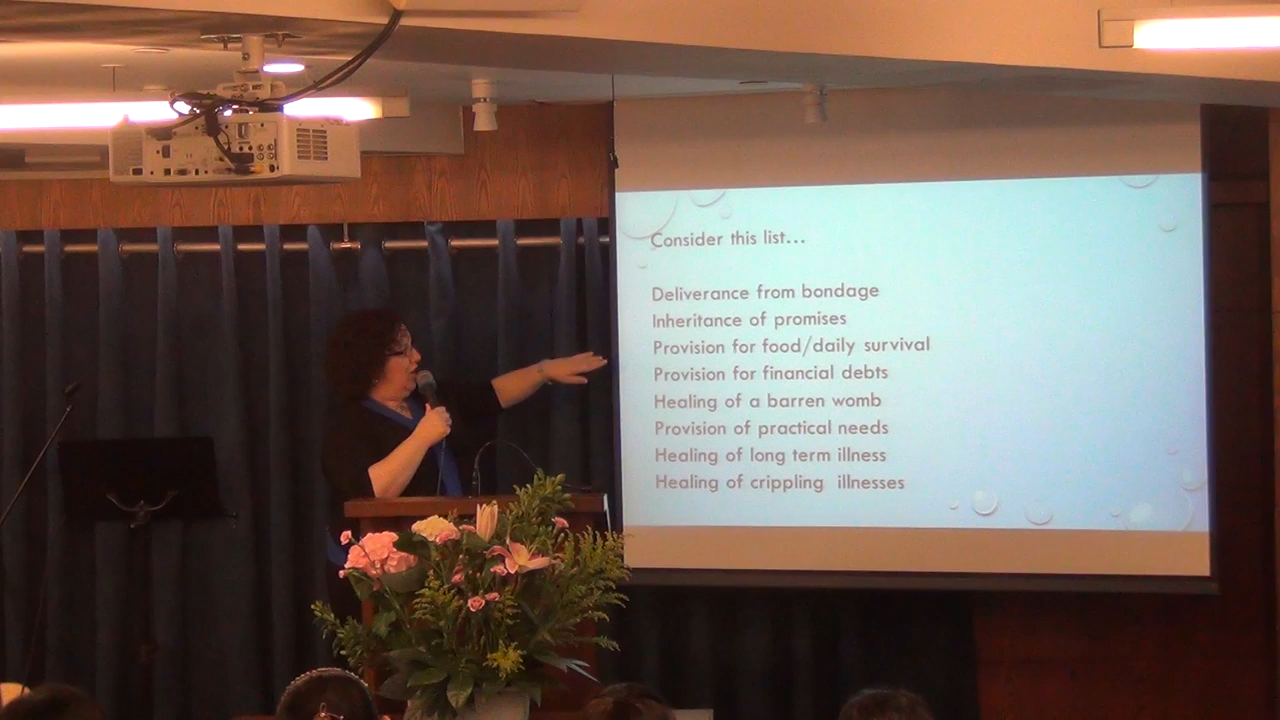 Consider this list...
Deliverance from bondage
Inheritance of promises
Provision for food/daily survival
Provision for financial debts
Healing of a barren womb
Provision of practical needs
Healing of long term illness
Healing of crippling illnesses